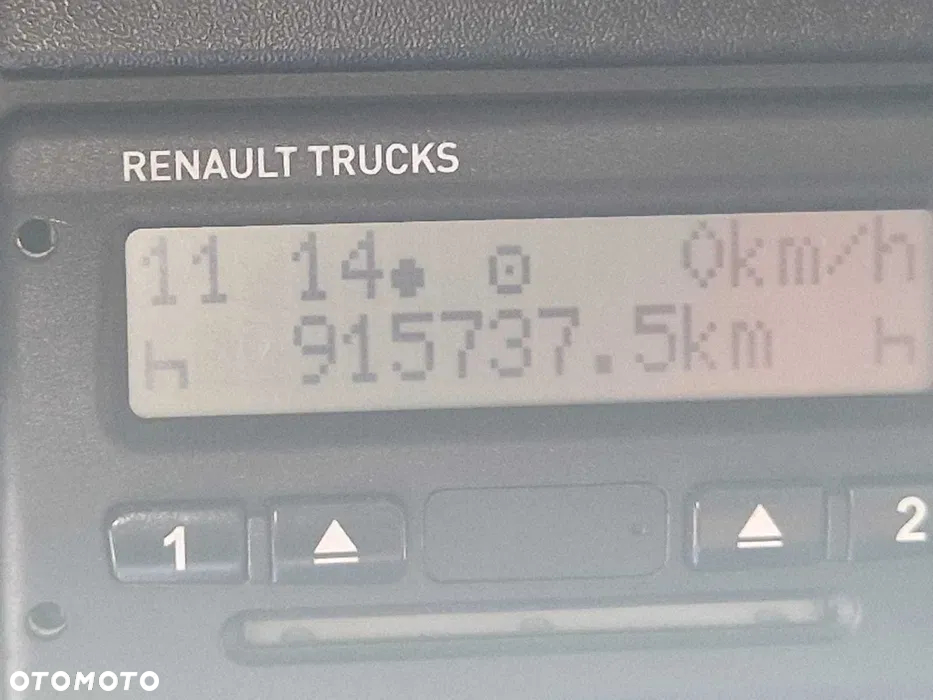 RENAULT TRUCKS
11 14 0km/h
915737.5km
1 2
OTOMOTO